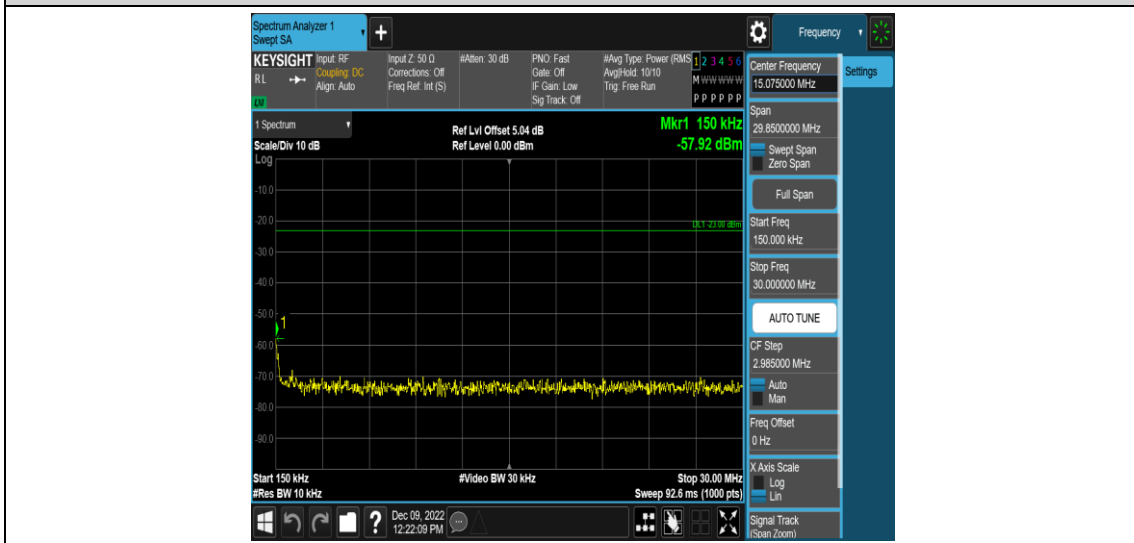 Spectrum Analyzer 1
Swept SA
+
Frequency
KEYSIGHT
RL
LXI
Input: RF
Coupling: DC
Align: Auto
Input Z: 50 Ω
Corrections: Off
Freq Ref: Int (S)
#Atten: 30 dB
PNO: Fast
Gate: Off
IF Gain: Low
Sig Track: Off
#Avg Type: Power (RMS
Avg|Hold: 10/10
Trig: Free Run
1 2 3 4 5 6
M W W W W W
P P P P P P
1 Spectrum
Scale/Div 10 dB
Ref Lvl Offset 5.04 dB
Ref Level 0.00 dBm
Mkr1 150 kHz
-57.92 dBm
Log
-10.0
-20.0
DL1 -23.00 dBm
-30.0
-40.0
-50.0
1
-60.0
-70.0
-80.0
-90.0
Start 150 kHz
#Video BW 30 kHz
Stop 30.00 MHz
#Res BW 10 kHz
Sweep 92.6 ms (1000 pts)
?
Dec 09, 2022
12:22:09 PM
Center Frequency
15.075000 MHz
Settings
Span
29.8500000 MHz
Swept Span
Zero Span
Full Span
Start Freq
150.000 kHz
Stop Freq
30.000000 MHz
AUTO TUNE
CF Step
2.985000 MHz
Auto
Man
Freq Offset
0 Hz
X Axis Scale
Log
Lin
Signal Track
(Span Zoom)